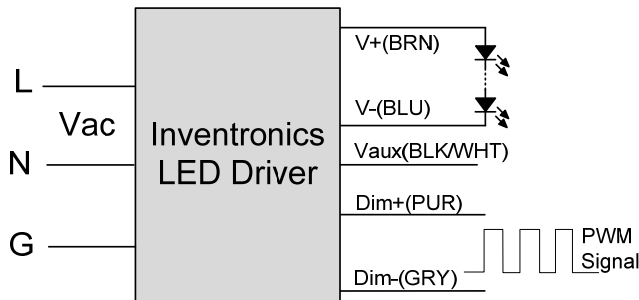 L
Vac
N
G
Inventronics
LED Driver
V+(BRN)
V-(BLU)
Vaux(BLK/WHT)
Dim+(PUR)
Dim-(GRY)
PWM
Signal